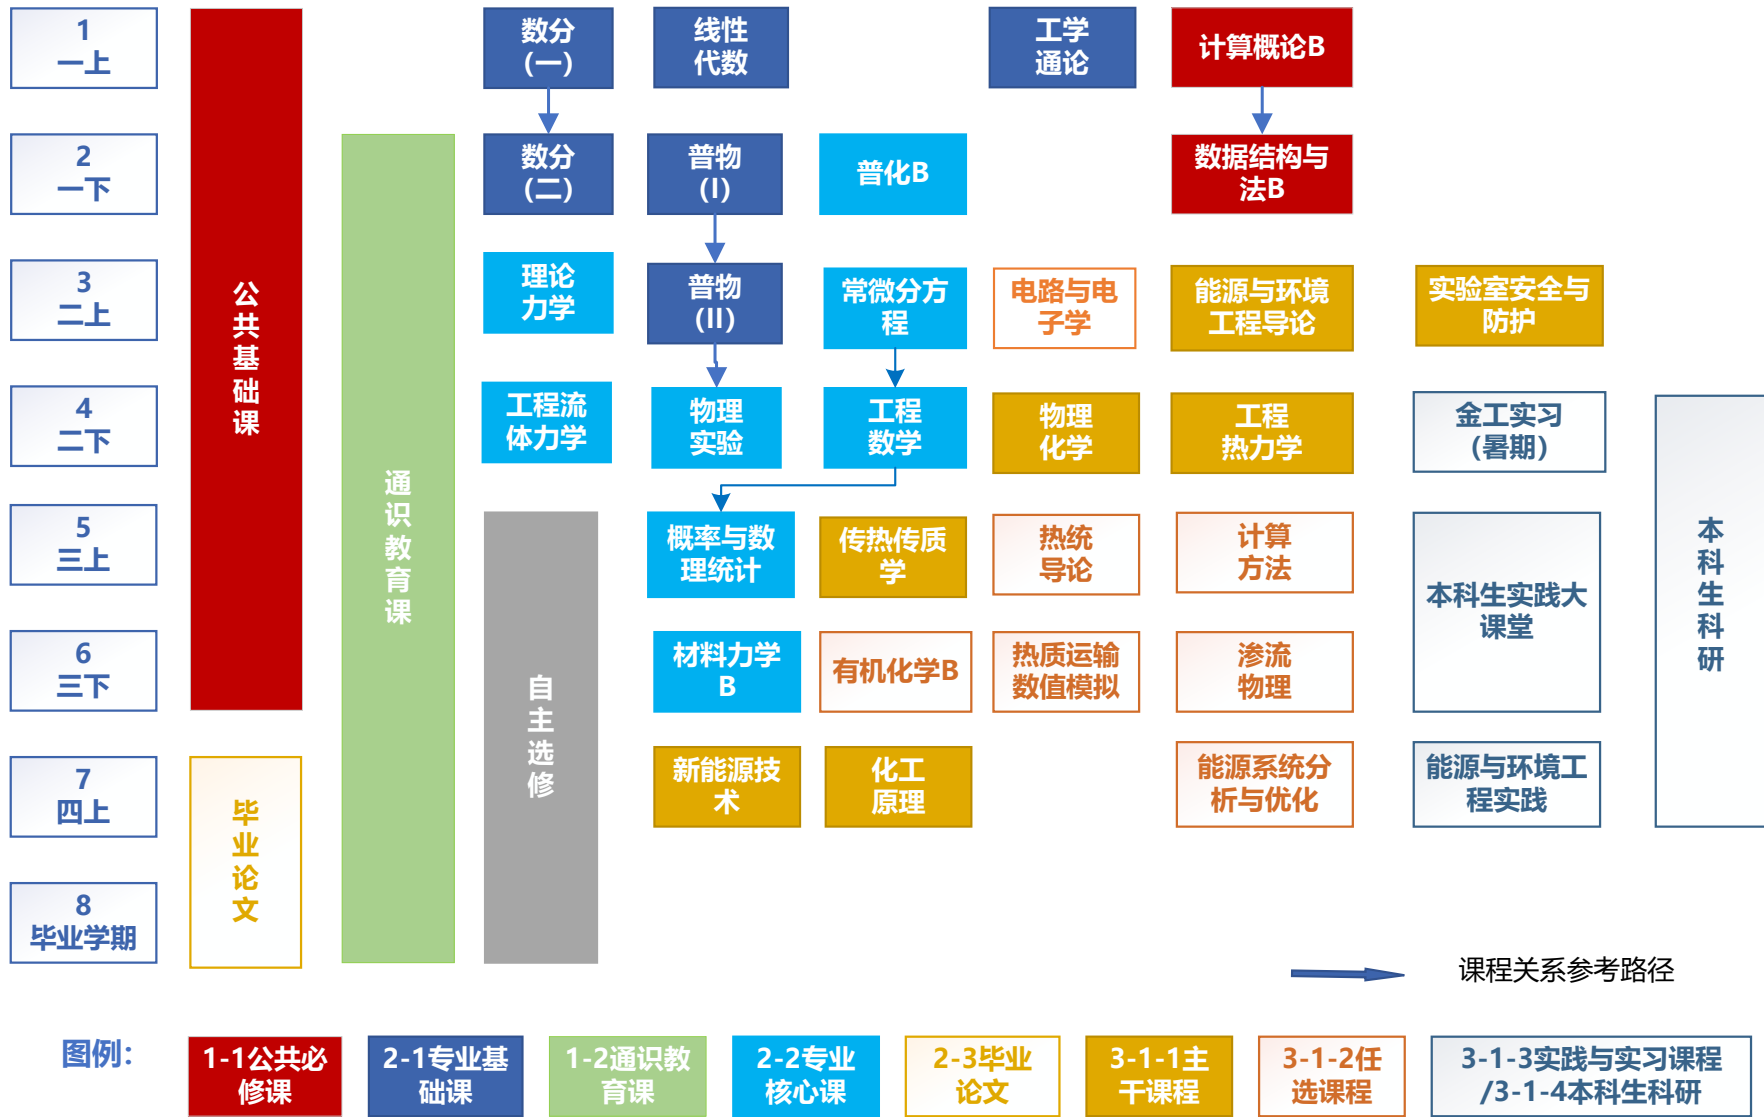 1
一上
数分
(一)
线性
代数
工学
通论
计算概论B
2
一下
数分
(二)
普物
(I)
普化B
数据结构与
法B
3
二上
理论
力学
普物
(II)
常微分方
程
电路与电
子学
能源与环境
工程导论
实验室安全与
防护
4
二下
工程流
体力学
物理
实验
工程
数学
物理
化学
工程
热力学
金工实习
（暑期）
5
三上
概率与数
理统计
传热传质
学
热统
导论
计算
方法
本科生实践大
课堂
6
三下
材料力学
B
有机化学B
热质运输
数值模拟
渗流
物理
7
四上
新能源技
术
化工
原理
能源系统分
析与优化
能源与环境工
程实践
8
毕业学期
公共基础课
通识教育课
自主选修
毕业论文
本科生科研
课程关系参考路径
图例：
1-1公共必
修课
2-1专业基
础课
1-2通识教
育课
2-2专业
核心课
2-3毕业
论文
3-1-1主
干课程
3-1-2任
选课程
3-1-3实践与实习课程
/3-1-4本科生科研